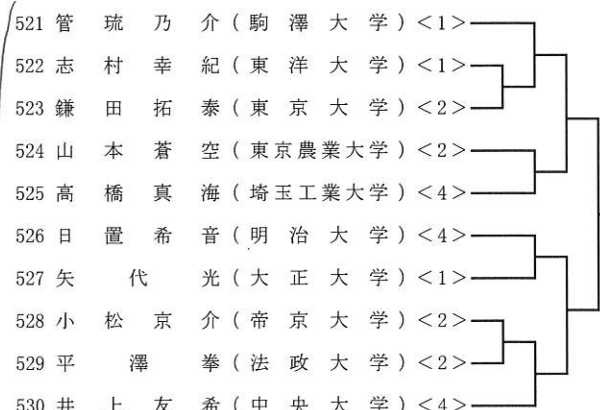 521 管 琉 乃 介 ( 駒 澤 大 学 ) <1>
522 志 村 幸 紀 ( 東 洋 大 学 ) <1>
523 鎌 田 拓 泰 ( 東 京 大 学 ) <2>
524 山 本 蒼 空 ( 東京農業大学 ) <2>
525 高 橋 真 海 ( 埼玉工業大学 ) <4>
526 日 置 希 音 ( 明 治 大 学 ) <4>
527 矢 代 光 ( 大 正 大 学 ) <1>
528 小 松 京 介 ( 帝 京 大 学 ) <2>
529 平 澤 拳 ( 法 政 大 学 ) <2>
530 井 上 友 希 ( 中 央 大 学 ) <4>